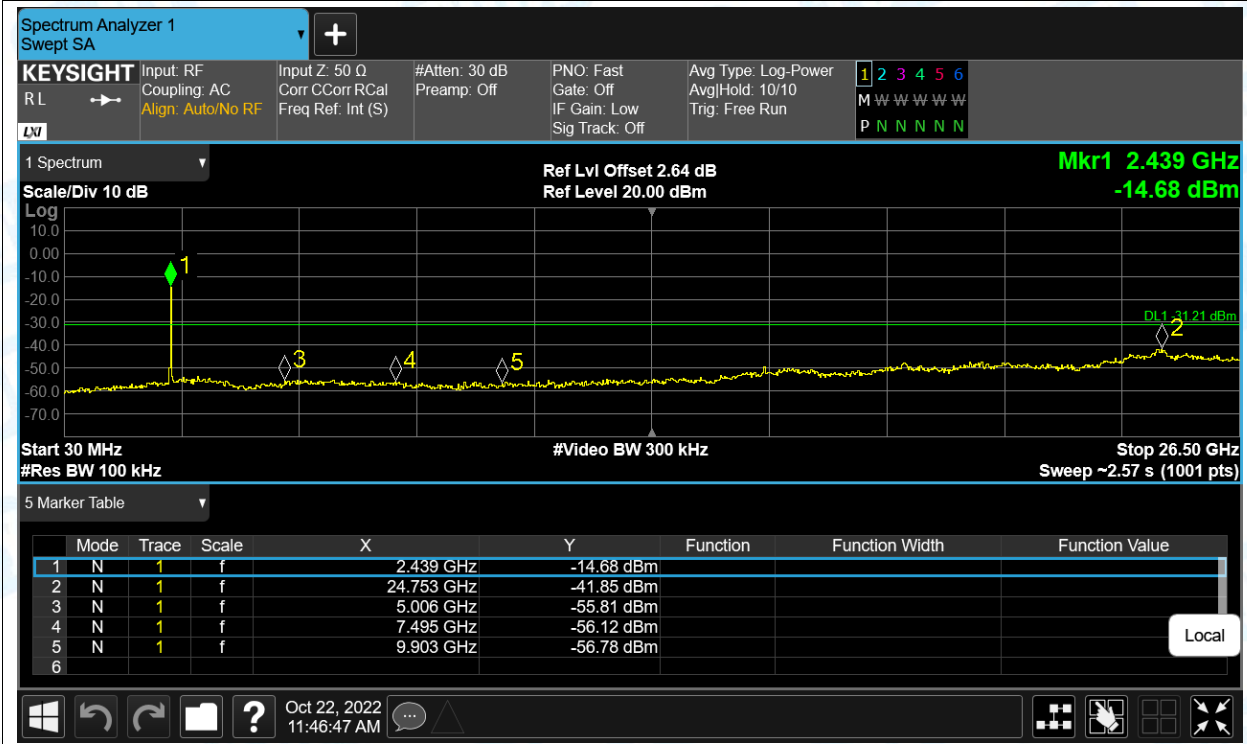 Spectrum Analyzer 1
Swept SA
+
KEYSIGHT
R L
LXI
Input: RF
Coupling: AC
Align: Auto/No RF
Input Z: 50 Ω
Corr CCorr RCal
Freq Ref: Int (S)
#Atten: 30 dB
Preamp: Off
PNO: Fast
Gate: Off
IF Gain: Low
Sig Track: Off
Avg Type: Log-Power
Avg|Hold: 10/10
Trig: Free Run
1 2 3 4 5 6
M W W W W W
P N N N N N
1 Spectrum
Scale/Div 10 dB
Ref Lvl Offset 2.64 dB
Ref Level 20.00 dBm
Mkr1 2.439 GHz
-14.68 dBm
Log
10.0
0.00
-10.0
-20.0
-30.0
-40.0
-50.0
-60.0
-70.0
1
DL1 -31.21 dBm
2
3
4
5
Start 30 MHz
#Res BW 100 kHz
#Video BW 300 kHz
Stop 26.50 GHz
Sweep ~2.57 s (1001 pts)
5 Marker Table
Mode Trace Scale X Y Function Function Width Function Value
1 N 1 f 2.439 GHz -14.68 dBm
2 N 1 f 24.753 GHz -41.85 dBm
3 N 1 f 5.006 GHz -55.81 dBm
4 N 1 f 7.495 GHz -56.12 dBm
5 N 1 f 9.903 GHz -56.78 dBm
6
Local
?
Oct 22, 2022
11:46:47 AM